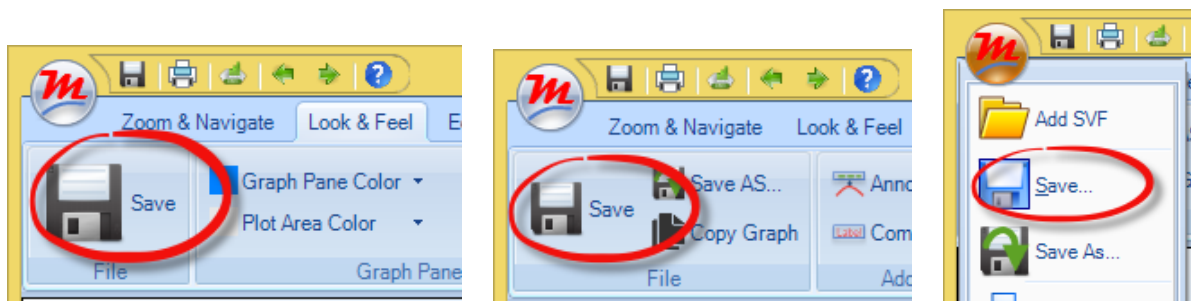 Zoom & Navigate Look & Feel
Save
Graph Pane Color
Plot Area Color
File
Graph Pane
Zoom & Navigate Look & Feel
Save
Save AS...
Copy Graph
Label
File
Add SVF
Save...
Save As...